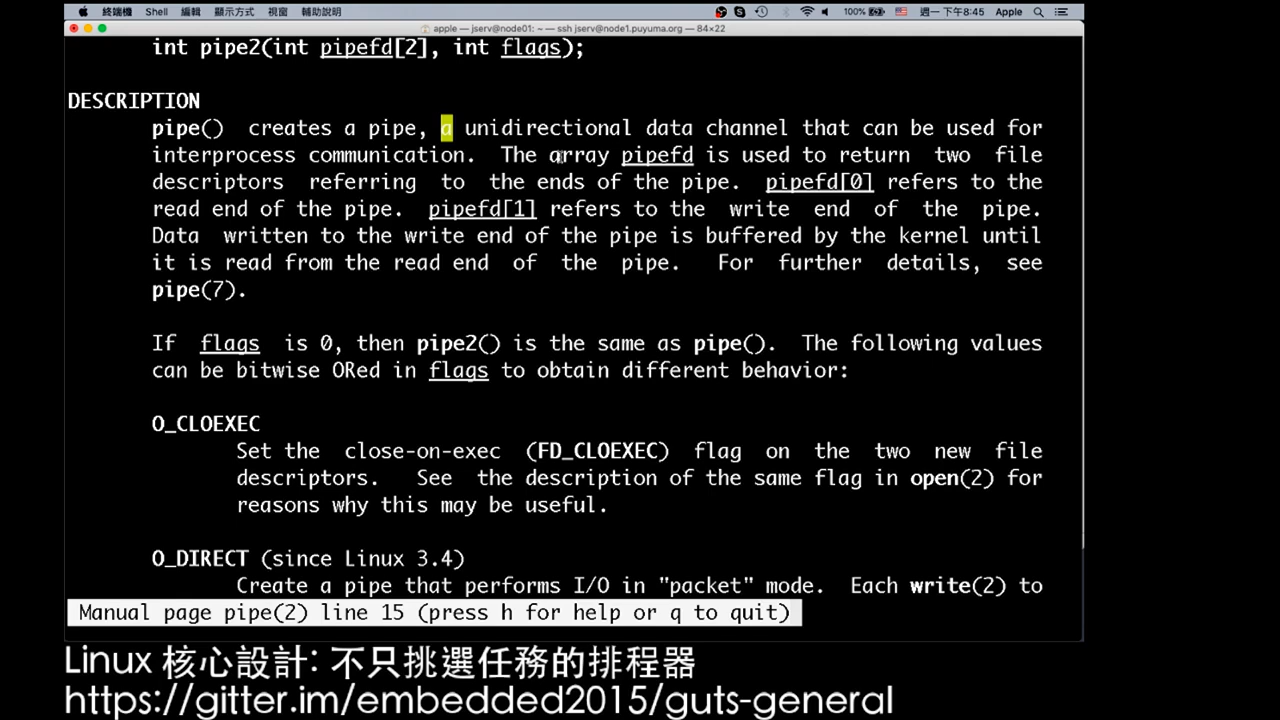 終端機 Shell 編輯 顯示方式 視窗 輔助說明 100% 週一 下午8:45 Apple
apple — jserv@node01: ~ — ssh jserv@node1.puyuma.org — 84×22
int pipe2(int pipefd[2], int flags);
DESCRIPTION
pipe() creates a pipe, a unidirectional data channel that can be used for
interprocess communication. The array pipefd is used to return two file
descriptors referring to the ends of the pipe. pipefd[0] refers to the
read end of the pipe. pipefd[1] refers to the write end of the pipe.
Data written to the write end of the pipe is buffered by the kernel until
it is read from the read end of the pipe. For further details, see
pipe(7).
If flags is 0, then pipe2() is the same as pipe(). The following values
can be bitwise ORed in flags to obtain different behavior:
O_CLOEXEC
Set the close-on-exec (FD_CLOEXEC) flag on the two new file
descriptors. See the description of the same flag in open(2) for
reasons why this may be useful.
O_DIRECT (since Linux 3.4)
Create a pipe that performs I/O in "packet" mode. Each write(2) to
Manual page pipe(2) line 15 (press h for help or q to quit)
Linux 核心設計: 不只挑選任務的排程器
https://gitter.im/embedded2015/guts-general